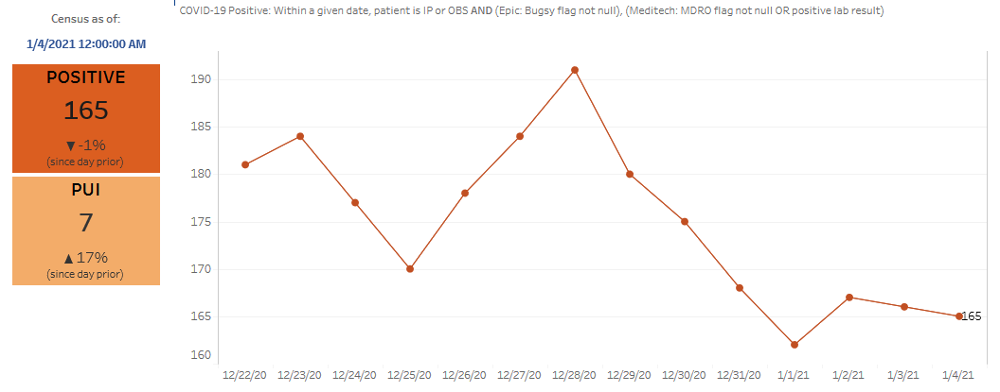 Census as of:
1/4/2021 12:00:00 AM
POSITIVE
165
▼ -1%
(since day prior)
PUI
7
▲ 17%
(since day prior)
COVID-19 Positive: Within a given date, patient is IP or OBS AND (Epic: Bugsy flag not null), (Meditech: MDRO flag not null OR positive lab result)
190
185
180
175
170
165
160
165
12/22/20 12/23/20 12/24/20 12/25/20 12/26/20 12/27/20 12/28/20 12/29/20 12/30/20 12/31/20 1/1/21 1/2/21 1/3/21 1/4/21